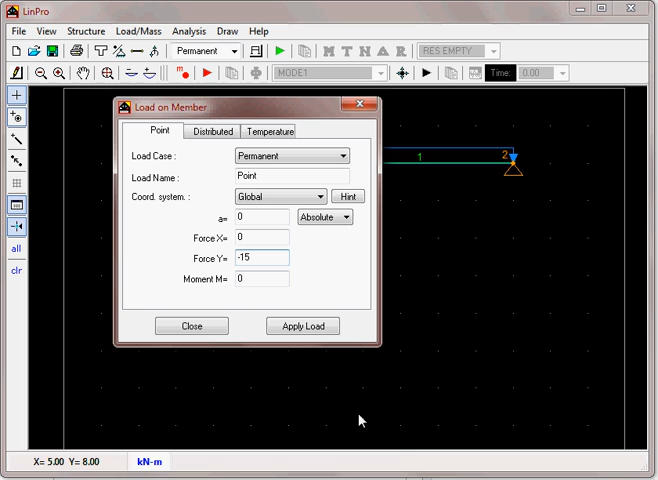 LinPro
File View Structure Load/Mass Analysis Draw Help
Permanent M T N A R RES EMPTY
m MODE1 Time: 0.00
Load on Member
Point Distributed Temperature
Load Case : Permanent
Load Name : Point
Coord. system. : Global Hint
a= 0 Absolute
Force X= 0
Force Y= -15
Moment M= 0
Close Apply Load
1 2
all
clr
X= 5.00 Y= 8.00 kN-m